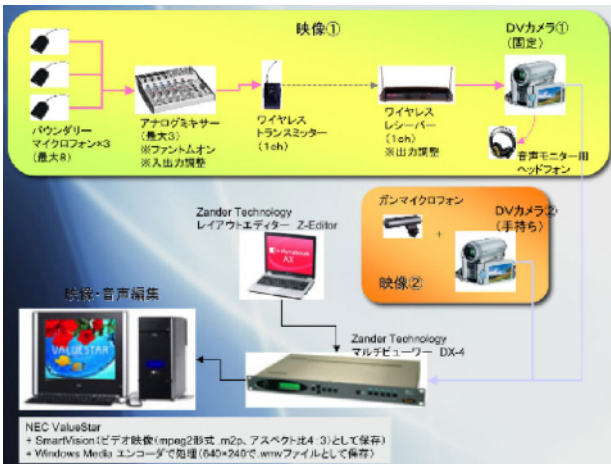 映像①
DVカメラ①
(固定)
バウンダリー
マイクロフォン*3
(最大8)
アナログミキサー
(最大3)
※ファントムオン
※入出力調整
ワイヤレス
トランスミッター
(1ch)
ワイヤレス
レシーバー
(1ch)
※出力調整
音声モニター用
ヘッドフォン
ガンマイクロフォン
+
DVカメラ②
(手持ち)
映像②
Zander Technology
レイアウトエディター Z-Editor
AX
映像・音声編集
VALUESTAR
Zander Technology
マルチビューワー DX-4
NEC ValueStar
+ SmartVision(ビデオ映像(mpeg2形式 .m2p、アスペクト比4:3)として保存)
+ Windows Media エンコーダで処理(640×240で.wmvファイルとして保存)